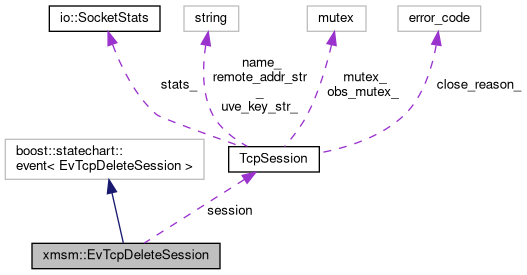 io::SocketStats
string
mutex
error_code
stats_
name_
remote_addr_str
_
uve_key_str_
mutex_
obs_mutex_
close_reason_
boost::statechart::
event< EvTcpDeleteSession >
TcpSession
session
xmsm::EvTcpDeleteSession